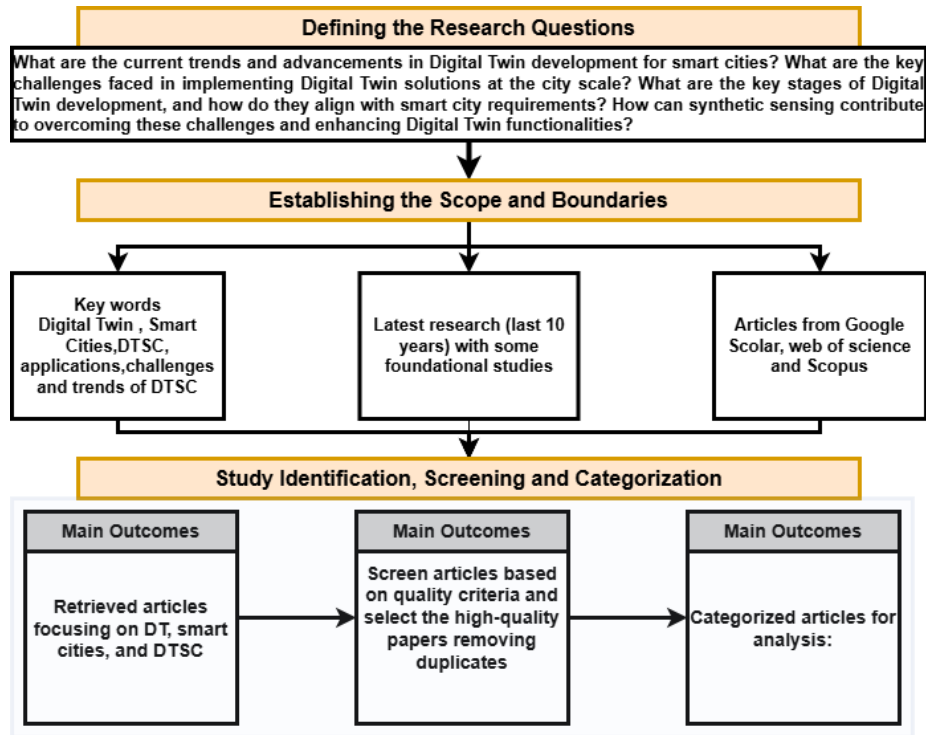 Defining the Research Questions
What are the current trends and advancements in Digital Twin development for smart cities? What are the key
challenges faced in implementing Digital Twin solutions at the city scale? What are the key stages of Digital
Twin development, and how do they align with smart city requirements? How can synthetic sensing contribute
to overcoming these challenges and enhancing Digital Twin functionalities?
Establishing the Scope and Boundaries
Key words
Digital Twin , Smart
Cities,DTSC,
applications,challenges
and trends of DTSC
Latest research (last 10
years) with some
foundational studies
Articles from Google
Scolar, web of science
and Scopus
Study Identification, Screening and Categorization
Main Outcomes
Retrieved articles
focusing on DT, smart
cities, and DTSC
Main Outcomes
Screen articles based
on quality criteria and
select the high-quality
papers removing
duplicates
Main Outcomes
Categorized articles for
analysis: